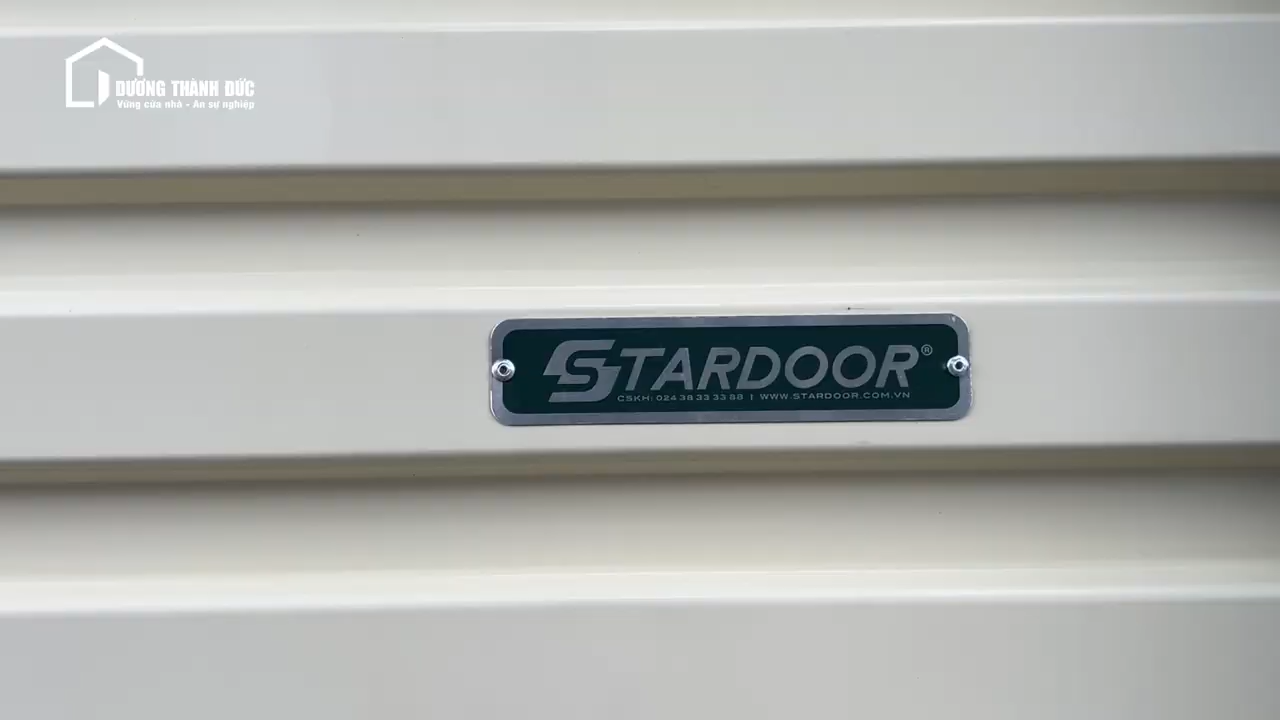 DƯƠNG THÀNH ĐỨC
Vững cửa nhà - An sự nghiệp
STARDOOR®
CSKH: 024 38 33 33 88 | WWW.STARDOOR.COM.VN